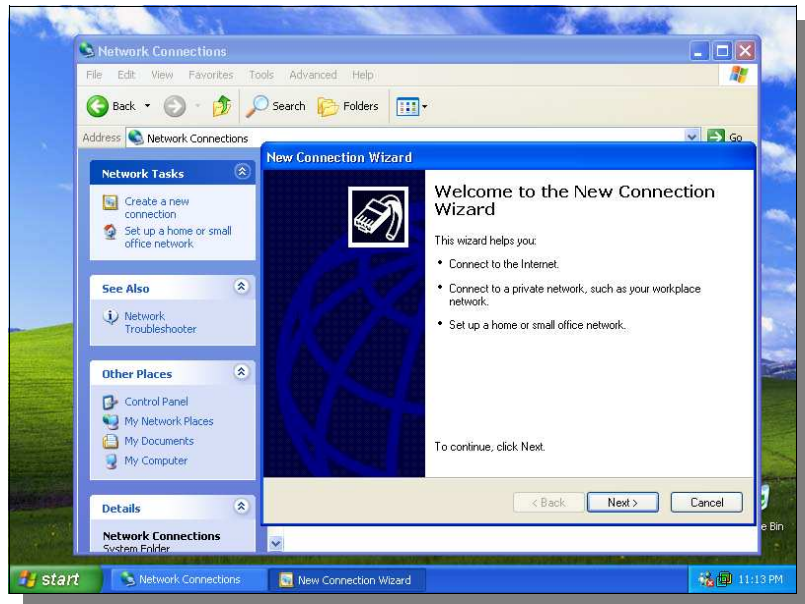 Network Connections
File Edit View Favorites Tools Advanced Help
Back Search Folders
Address Network Connections Go
Network Tasks
Create a new
connection
Set up a home or small
office network
See Also
Network
Troubleshooter
Other Places
Control Panel
My Network Places
My Documents
My Computer
Details
Network Connections
System Folder
New Connection Wizard
Welcome to the New Connection
Wizard
This wizard helps you:
• Connect to the Internet.
• Connect to a private network, such as your workplace
network.
• Set up a home or small office network.
To continue, click Next.
< Back Next > Cancel
e Bin
start Network Connections New Connection Wizard 11:13 PM